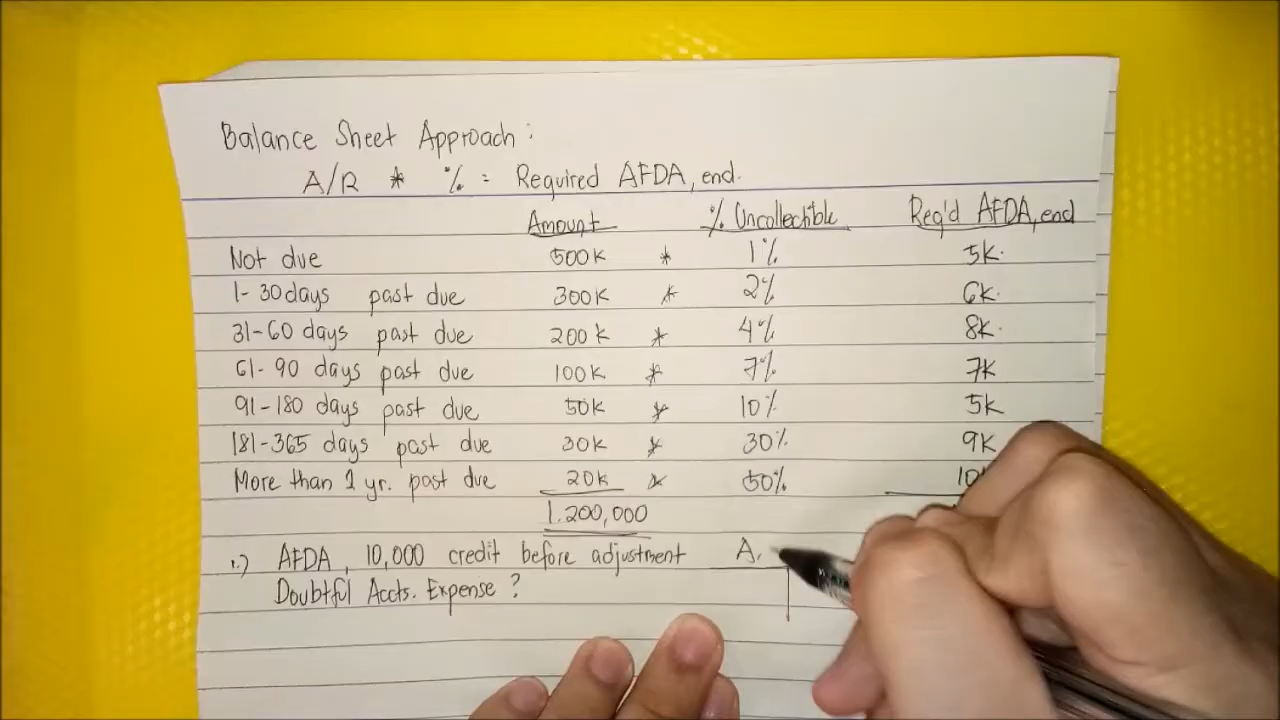 Balance Sheet Approach :
A/R * % = Required AFDA, end.
Amount % Uncollectible Req'd AFDA, end
Not due 500K * 1% 5K.
1-30 days past due 300K * 2% 6K.
31-60 days past due 200K * 4% 8K.
61-90 days past due 100K * 7% 7K
91-180 days past due 50K * 10% 5K
181-365 days past due 30K * 30% 9K
More than 1 yr. past due 20K * 50% 10
1,200,000
1.) AFDA, 10,000 credit before adjustment A.
Doubtful Accts. Expense ?